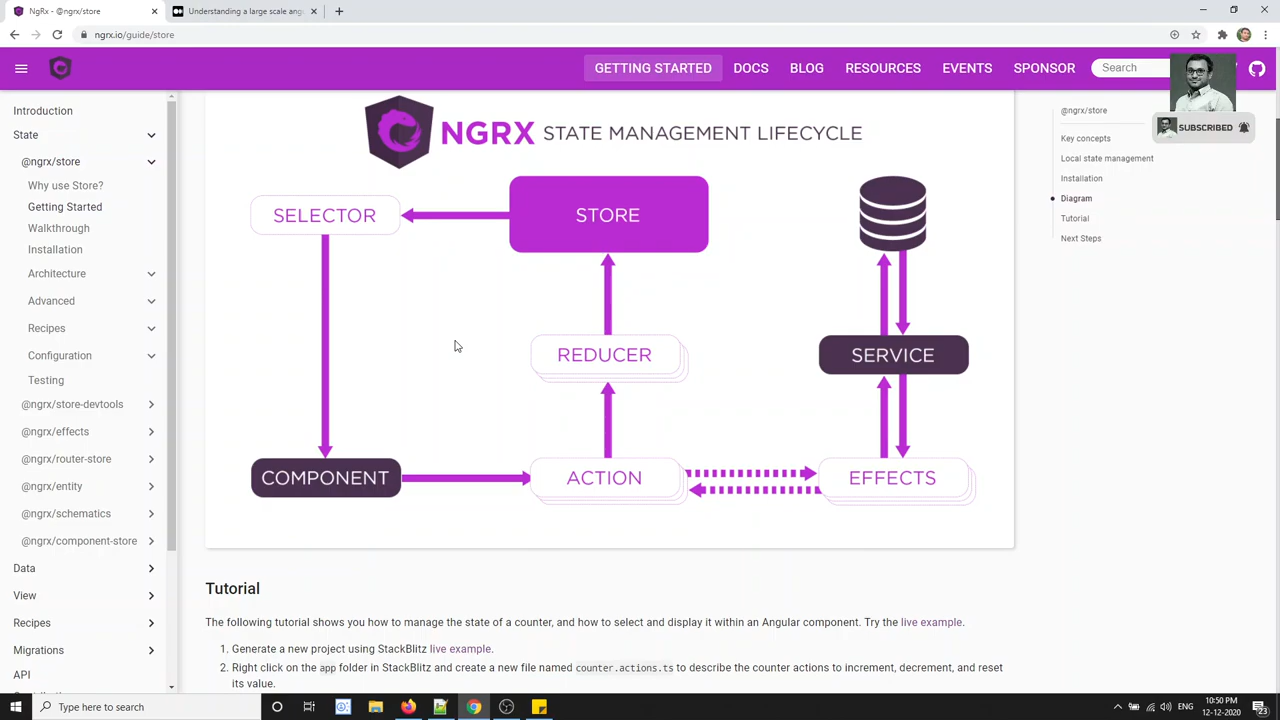 NgRx - @ngrx/store
Understanding a large scale ang
ngrx.io/guide/store
GETTING STARTED
DOCS
BLOG
RESOURCES
EVENTS
SPONSOR
Search
SUBSCRIBED
Introduction
State
@ngrx/store
Why use Store?
Getting Started
Walkthrough
Installation
Architecture
Advanced
Recipes
Configuration
Testing
@ngrx/store-devtools
@ngrx/effects
@ngrx/router-store
@ngrx/entity
@ngrx/schematics
@ngrx/component-store
Data
View
Recipes
Migrations
API
NGRX STATE MANAGEMENT LIFECYCLE
SELECTOR
STORE
REDUCER
SERVICE
COMPONENT
ACTION
EFFECTS
Tutorial
The following tutorial shows you how to manage the state of a counter, and how to select and display it within an Angular component. Try the live example.
1. Generate a new project using StackBlitz live example.
2. Right click on the app folder in StackBlitz and create a new file named counter.actions.ts to describe the counter actions to increment, decrement, and reset
its value.
@ngrx/store
Key concepts
Local state management
Installation
Diagram
Tutorial
Next Steps
Type here to search
ENG
10:50 PM
12-12-2020
23